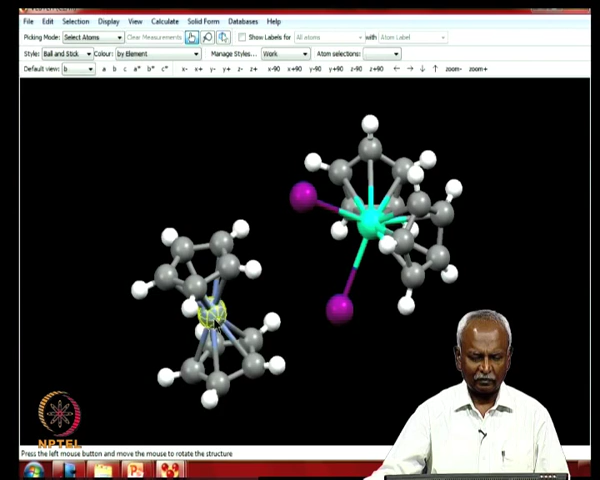 File Edit Selection Display View Calculate Solid Form Databases Help
Picking Mode: Select Atoms Clear Measurements Show Labels for All atoms with Atom Label
Style: Ball and Stick Colour: by Element Manage Styles... Work Atom selections:
Default view: b a b c a* b* c* x- x+ y- y+ z- z+ x-90 x+90 y-90 y+90 z-90 z+90 ← → ↓ ↑ zoom- zoom+
NPTEL
Press the left mouse button and move the mouse to rotate the structure